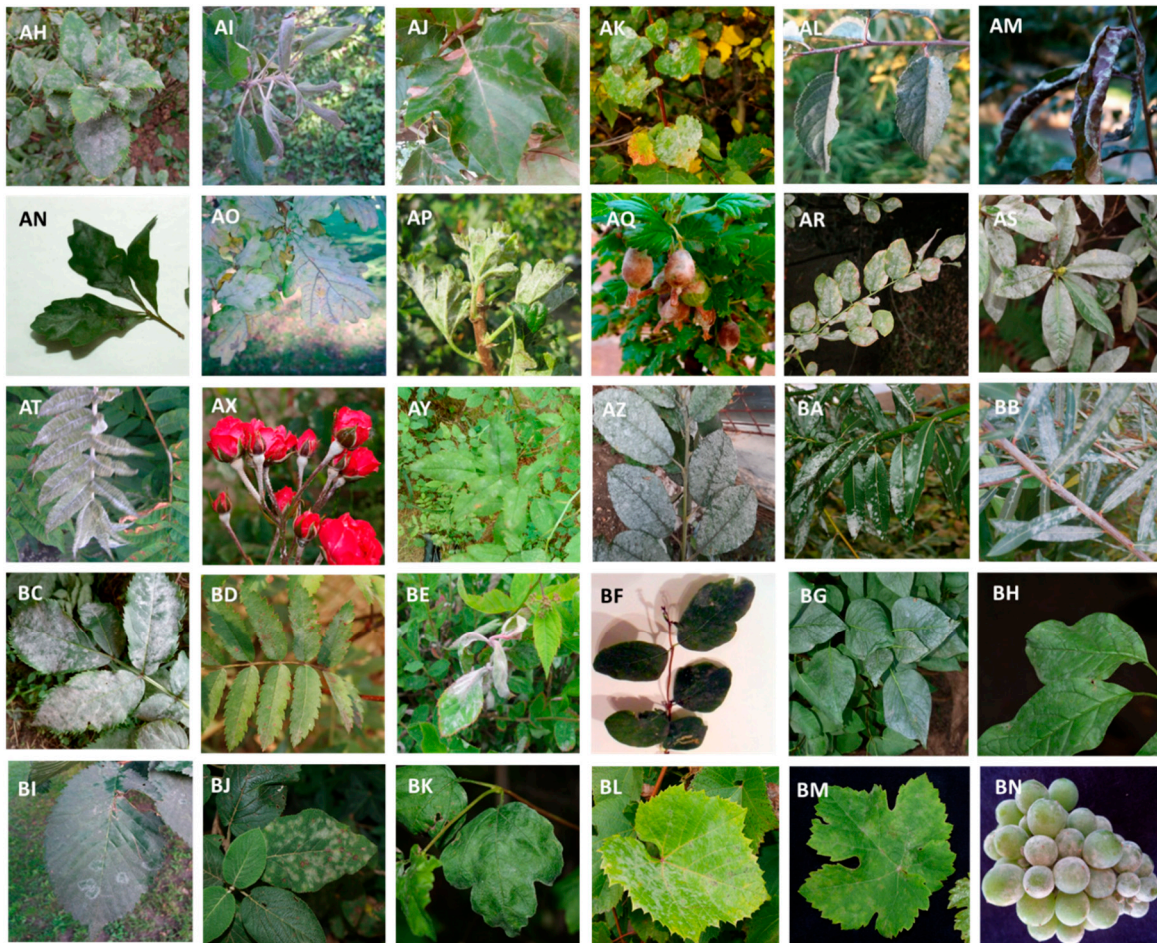 AH AI AJ AK AL AM
AN AO AP AQ AR AS
AT AX AY AZ BA BB
BC BD BE BF BG BH
BI BJ BK BL BM BN